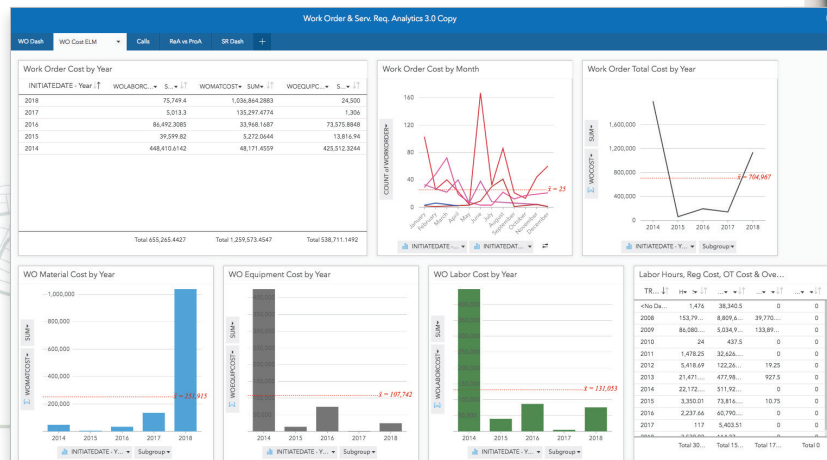 Work Order & Serv. Req. Analytics 3.0 Copy
WO Dash WO Cost ELM Calls ReA vs ProA SR Dash +
Work Order Cost by Year
INITIATEDATE - Year WOLABORC... S... WOMATCOST SUM WOEQUIPC... S...
2018 75,749.4 1,036,864.2883 24,500
2017 5,013.3 135,297.4774 1,306
2016 86,492.3085 33,968.1687 73,575.8848
2015 39,599.82 5,272.0644 13,816.94
2014 448,410.6142 48,171.4559 425,512.3244
Total 655,265.4427 Total 1,259,573.4547 Total 538,711.1492
Work Order Cost by Month
COUNT of WORKORDER
160
120
80
40
0
x̄ = 25
January February March April May June July August September October November December
INITIATEDATE -... INITIATEDAT...
Work Order Total Cost by Year
SUM
WOCOST
1,600,000
1,200,000
800,000
400,000
0
x̄ = 704,967
2014 2015 2016 2017 2018
INITIATEDATE - Y... Subgroup
WO Material Cost by Year
SUM
WOMATCOST
1,000,000
800,000
600,000
400,000
200,000
x̄ = 251,915
2014 2015 2016 2017 2018
INITIATEDATE - Y... Subgroup
WO Equipment Cost by Year
SUM
WOEQUIPCOST
x̄ = 107,742
2014 2015 2016 2017 2018
INITIATEDATE - Y... Subgroup
WO Labor Cost by Year
SUM
WOLABORCOST
x̄ = 131,053
2014 2015 2016 2017 2018
INITIATEDATE - Y... Subgroup
Labor Hours, Reg Cost, OT Cost & Ove...
TR...
<No Da... 1,476 38,340.5 0 0
2008 153,79... 8,809,6... 39,770.... 0
2009 86,080.... 5,034,9... 133,89... 0
2010 24 437.5 0 0
2011 1,478.25 32,626.... 0 0
2012 5,418.69 122,26... 19.25 0
2013 21,471.... 477,98... 927.5 0
2014 22,172.... 511,92... 0 0
2015 3,350.01 73,816.... 10.75 0
2016 2,237.66 60,790.... 0 0
2017 117 5,403.51 0 0
Total 30... Total 15... Total 17... Total 0